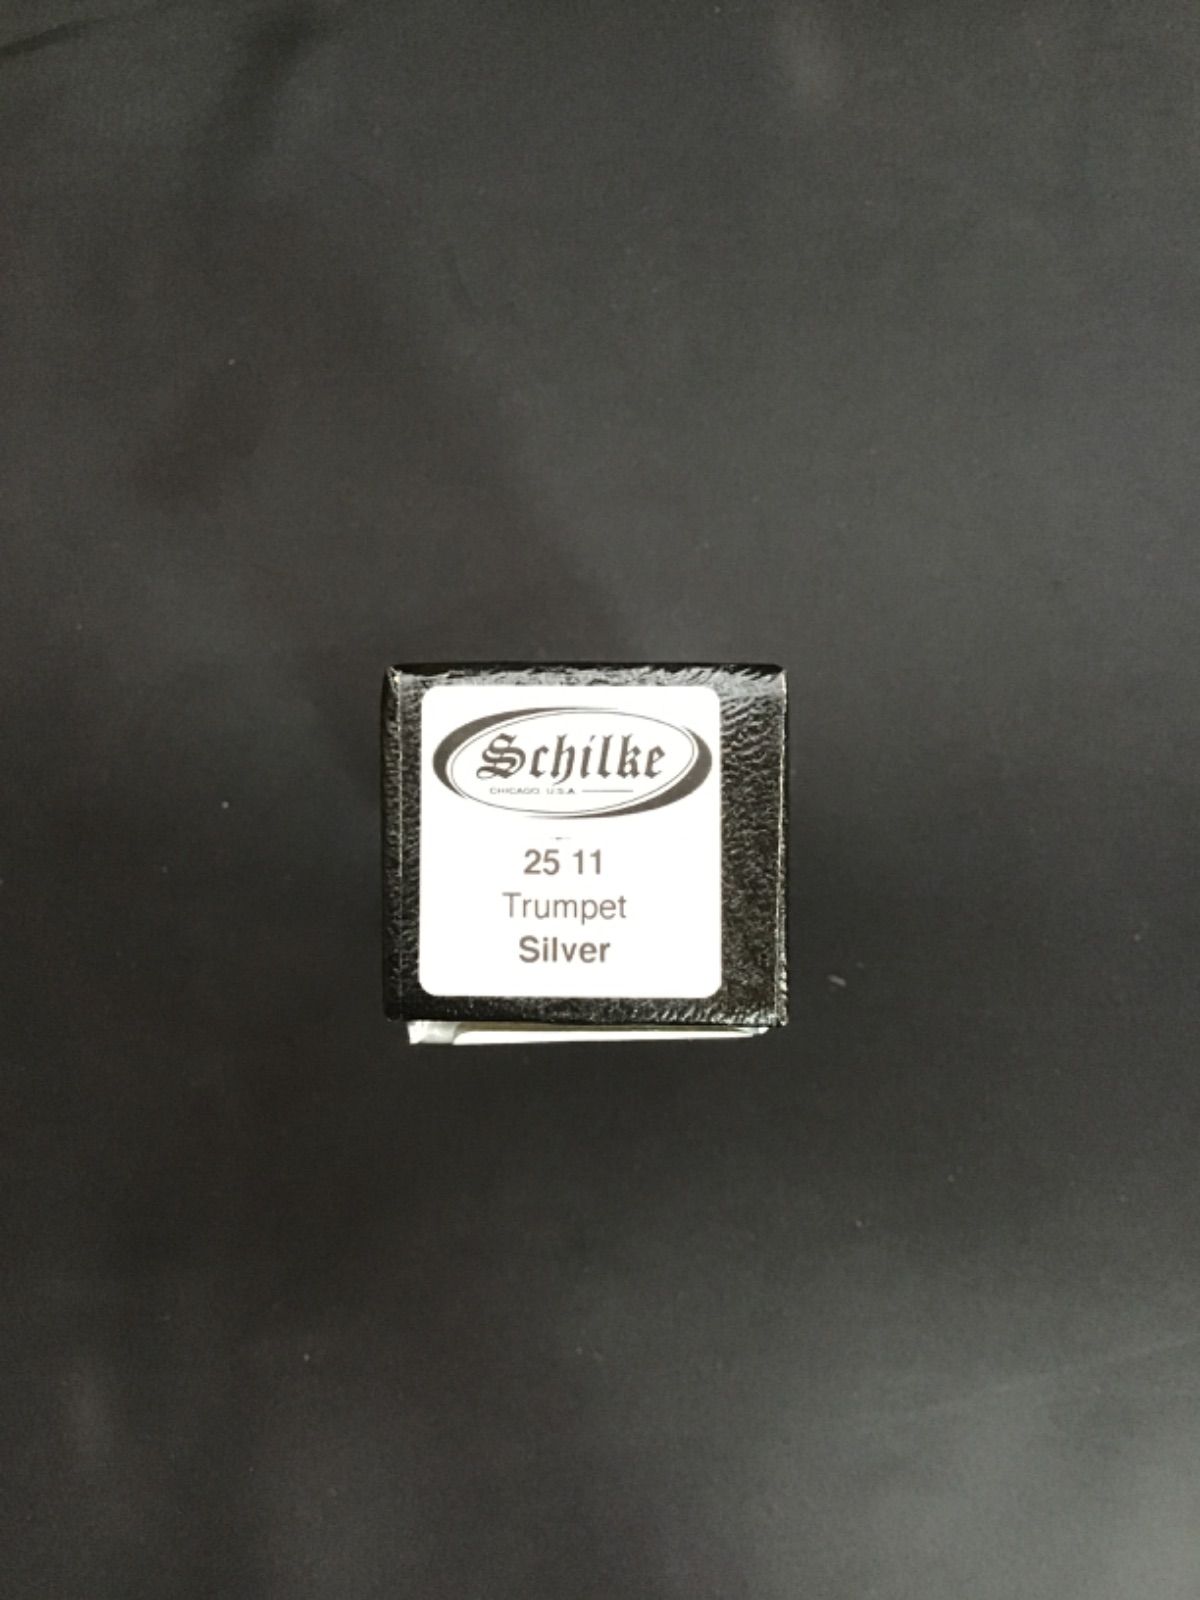 Schilke
CHICAGO. U.S.A
25 11
Trumpet
Silver